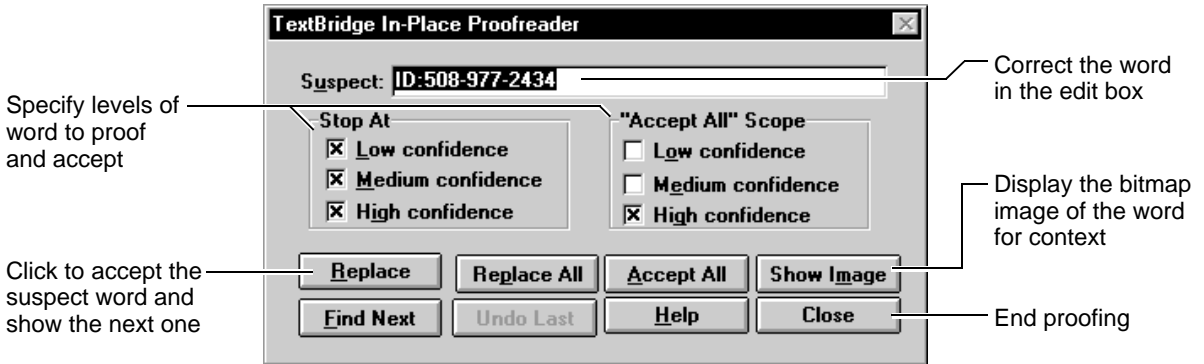 TextBridge In-Place Proofreader
Suspect: ID:508-977-2434
Correct the word
in the edit box
Specify levels of
word to proof
and accept
Stop At
Low confidence
Medium confidence
High confidence
"Accept All" Scope
Low confidence
Medium confidence
High confidence
Display the bitmap
image of the word
for context
Click to accept the
suspect word and
show the next one
Replace Replace All Accept All Show Image
Find Next Undo Last Help Close
End proofing